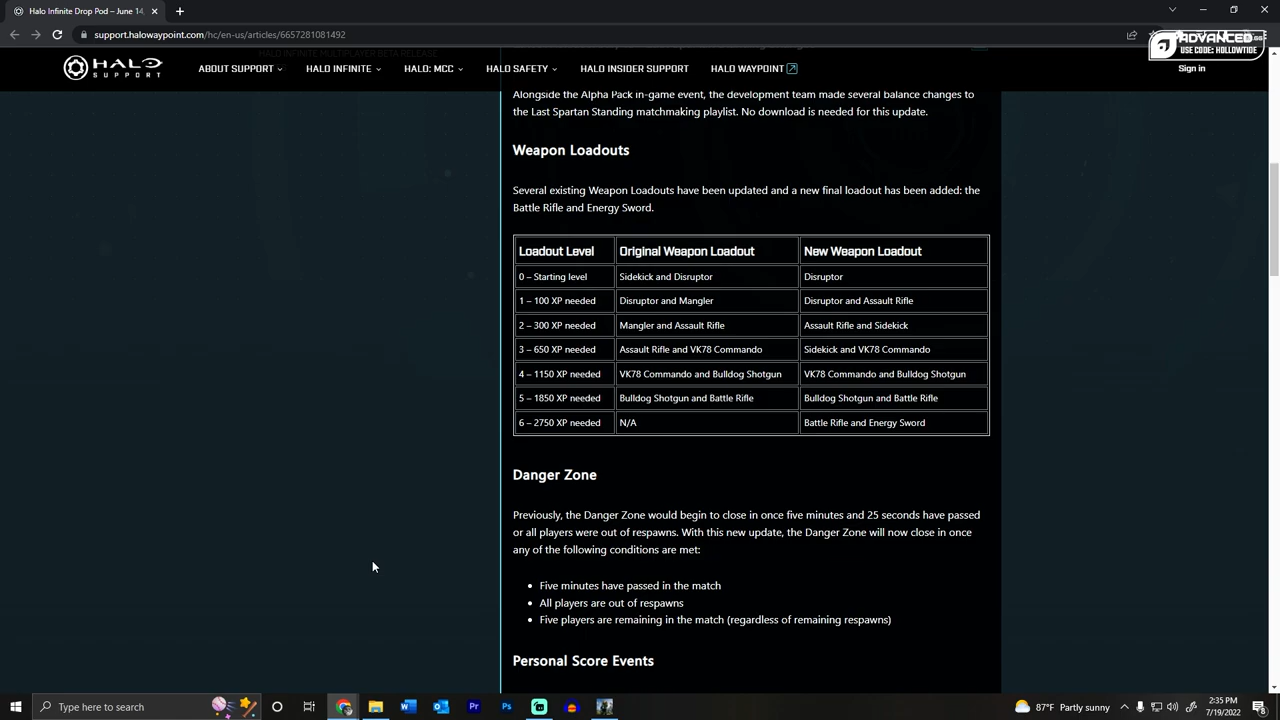 Halo Infinite Drop Pod – June 14,
support.halowaypoint.com/hc/en-us/articles/6657281081492
ADVANCED.GG
USE CODE: HOLLOWTIDE
HALO
SUPPORT
ABOUT SUPPORT
HALO INFINITE
HALO: MCC
HALO SAFETY
HALO INSIDER SUPPORT
HALO WAYPOINT
Sign in
HALO INFINITE MULTIPLAYER BETA RELEASE
Alongside the Alpha Pack in-game event, the development team made several balance changes to
the Last Spartan Standing matchmaking playlist. No download is needed for this update.
Weapon Loadouts
Several existing Weapon Loadouts have been updated and a new final loadout has been added: the
Battle Rifle and Energy Sword.
Loadout Level Original Weapon Loadout New Weapon Loadout
0 – Starting level Sidekick and Disruptor Disruptor
1 – 100 XP needed Disruptor and Mangler Disruptor and Assault Rifle
2 – 300 XP needed Mangler and Assault Rifle Assault Rifle and Sidekick
3 – 650 XP needed Assault Rifle and VK78 Commando Sidekick and VK78 Commando
4 – 1150 XP needed VK78 Commando and Bulldog Shotgun VK78 Commando and Bulldog Shotgun
5 – 1850 XP needed Bulldog Shotgun and Battle Rifle Bulldog Shotgun and Battle Rifle
6 – 2750 XP needed N/A Battle Rifle and Energy Sword
Danger Zone
Previously, the Danger Zone would begin to close in once five minutes and 25 seconds have passed
or all players were out of respawns. With this new update, the Danger Zone will now close in once
any of the following conditions are met:
• Five minutes have passed in the match
• All players are out of respawns
• Five players are remaining in the match (regardless of remaining respawns)
Personal Score Events
Type here to search
87°F Partly sunny
2:35 PM
7/19/2022